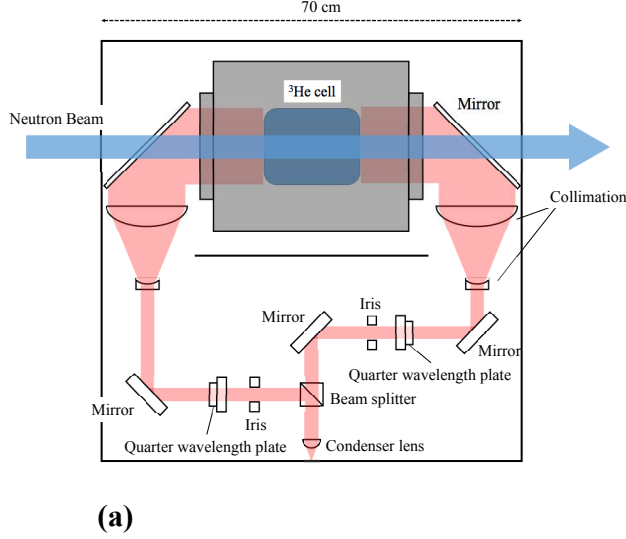 70 cm
³He cell
Mirror
Neutron Beam
Collimation
Iris
Mirror
Mirror
Quarter wavelength plate
Beam splitter
Mirror
Iris
Quarter wavelength plate
Condenser lens
(a)